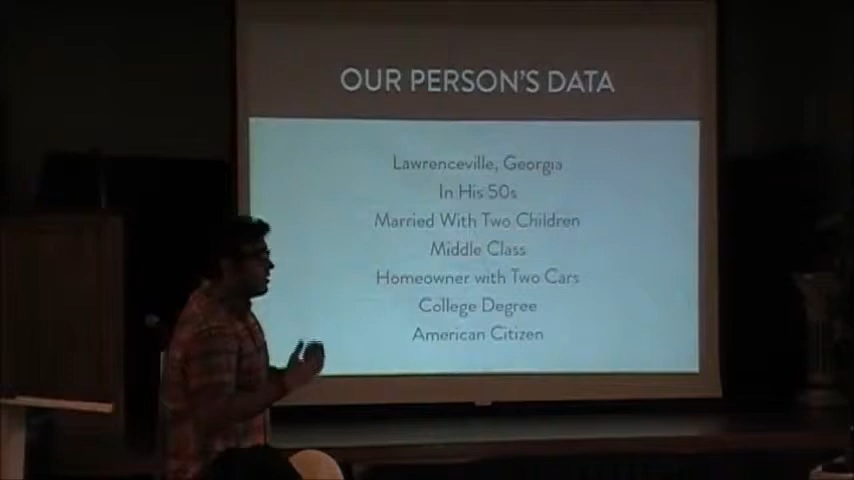 OUR PERSON'S DATA
Lawrenceville, Georgia
In His 50s
Married With Two Children
Middle Class
Homeowner with Two Cars
College Degree
American Citizen